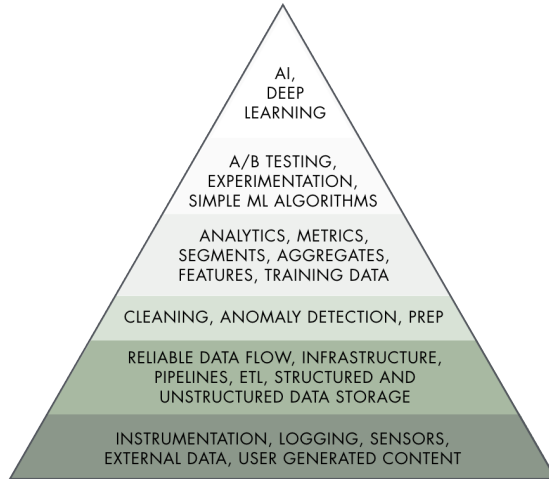 AI,
DEEP
LEARNING
A/B TESTING,
EXPERIMENTATION,
SIMPLE ML ALGORITHMS
ANALYTICS, METRICS,
SEGMENTS, AGGREGATES,
FEATURES, TRAINING DATA
CLEANING, ANOMALY DETECTION, PREP
RELIABLE DATA FLOW, INFRASTRUCTURE,
PIPELINES, ETL, STRUCTURED AND
UNSTRUCTURED DATA STORAGE
INSTRUMENTATION, LOGGING, SENSORS,
EXTERNAL DATA, USER GENERATED CONTENT